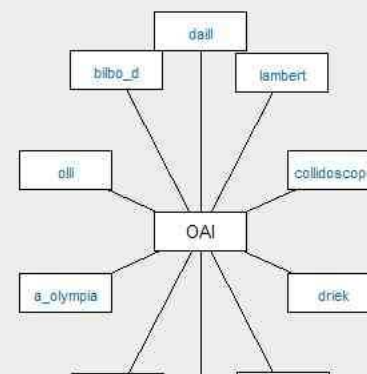 daill
bilbo_d
lambert
olli
collidoscop
OAI
a_olympia
driek